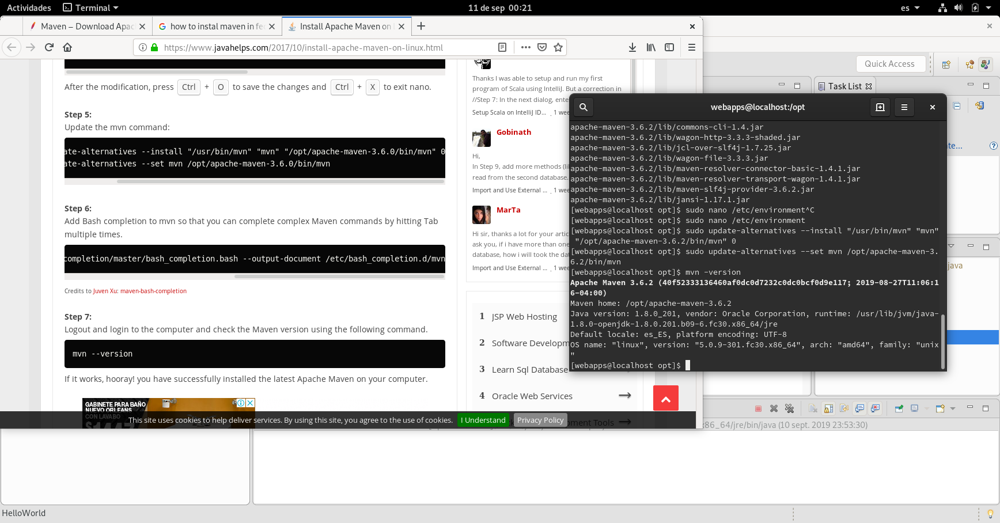 Actividades
Terminal
11 de sep 00:21
es
Maven – Download Apac
how to instal maven in fe
Install Apache Maven on
https://www.javahelps.com/2017/10/install-apache-maven-on-linux.html
After the modification, press Ctrl + O to save the changes and Ctrl + X to exit nano.
Step 5:
Update the mvn command:
ate-alternatives --install "/usr/bin/mvn" "mvn" "/opt/apache-maven-3.6.0/bin/mvn" 0
ate-alternatives --set mvn /opt/apache-maven-3.6.0/bin/mvn
Step 6:
Add Bash completion to mvn so that you can complete complex Maven commands by hitting Tab
multiple times.
completion/master/bash_completion.bash --output-document /etc/bash_completion.d/mvn
Credits to Juven Xu: maven-bash-completion
Step 7:
Logout and login to the computer and check the Maven version using the following command.
mvn --version
If it works, hooray! you have successfully installed the latest Apache Maven on your computer.
GABINETE PARA BAÑO
NUEVO ORLEANS
CON LAVABO
This site uses cookies to help deliver services. By using this site, you agree to the use of cookies. I Understand Privacy Policy
Thanks I was able to setup and run my first
program of Scala using IntelliJ. But a correction in
//Step 7: In the next dialog, ente
Setup Scala on IntelliJ ID... , 1 wee
Gobinath
Hi,
In Step 9, add more methods (li
read from the second database.
Import and Use External ... , 1 wee
MarTa
Hi sir, thanks a lot for your artic
ask you, if i have more than one
database, how i will took the dat
Import and Use External ... , 1 wee
1 JSP Web Hosting
2 Software Developm
3 Learn Sql Database
4 Oracle Web Services
opment Tools
Quick Access
Task List
te...
java
webapps@localhost:/opt
apache-maven-3.6.2/lib/commons-cli-1.4.jar
apache-maven-3.6.2/lib/wagon-http-3.3.3-shaded.jar
apache-maven-3.6.2/lib/jcl-over-slf4j-1.7.25.jar
apache-maven-3.6.2/lib/wagon-file-3.3.3.jar
apache-maven-3.6.2/lib/maven-resolver-connector-basic-1.4.1.jar
apache-maven-3.6.2/lib/maven-resolver-transport-wagon-1.4.1.jar
apache-maven-3.6.2/lib/maven-slf4j-provider-3.6.2.jar
apache-maven-3.6.2/lib/jansi-1.17.1.jar
[webapps@localhost opt]$ sudo nano /etc/environment^C
[webapps@localhost opt]$ sudo nano /etc/environment
[webapps@localhost opt]$ sudo update-alternatives --install "/usr/bin/mvn" "mvn"
"/opt/apache-maven-3.6.2/bin/mvn" 0
[webapps@localhost opt]$ sudo update-alternatives --set mvn /opt/apache-maven-3.
6.2/bin/mvn
[webapps@localhost opt]$ mvn -version
Apache Maven 3.6.2 (40f52333136460af0dc0d7232c0dc0bcf0d9e117; 2019-08-27T11:06:1
6-04:00)
Maven home: /opt/apache-maven-3.6.2
Java version: 1.8.0_201, vendor: Oracle Corporation, runtime: /usr/lib/jvm/java-
1.8.0-openjdk-1.8.0.201.b09-6.fc30.x86_64/jre
Default locale: es_ES, platform encoding: UTF-8
OS name: "linux", version: "5.0.9-301.fc30.x86_64", arch: "amd64", family: "unix
"
[webapps@localhost opt]$
x86_64/jre/bin/java (10 sept. 2019 23:53:30)
HelloWorld